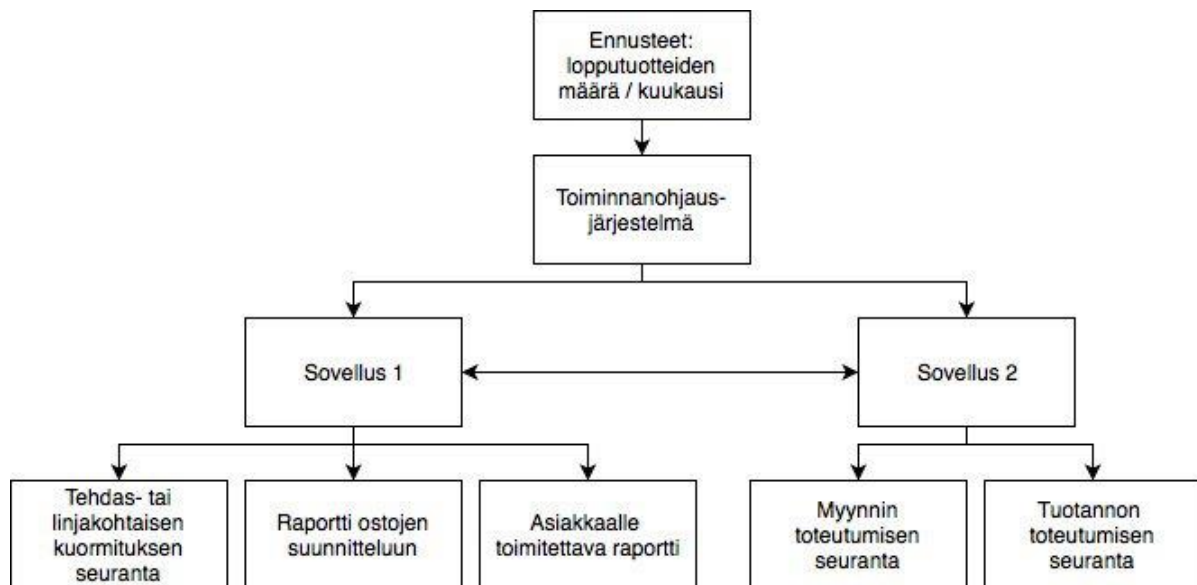 Ennusteet:
lopputuotteiden
määrä / kuukausi
Toiminnanohjaus-
järjestelmä
Sovellus 1
Sovellus 2
Tehdas- tai
linjakohtaisen
kuormituksen
seuranta
Raportti ostojen
suunnitteluun
Asiakkaalle
toimitettava raportti
Myynnin
toteutumisen
seuranta
Tuotannon
toteutumisen
seuranta